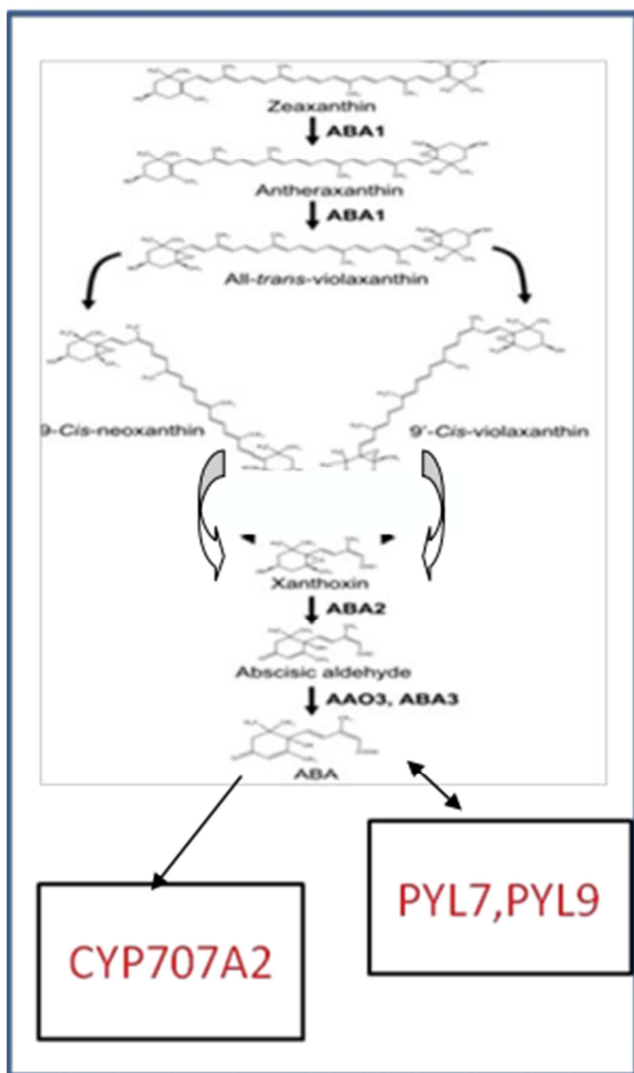 Zeaxanthin
ABA1
Antheraxanthin
ABA1
All-trans-violaxanthin
9-Cis-neoxanthin
9'-Cis-violaxanthin
Xanthoxin
ABA2
Abscisic aldehyde
AAO3, ABA3
ABA
CYP707A2
PYL7,PYL9